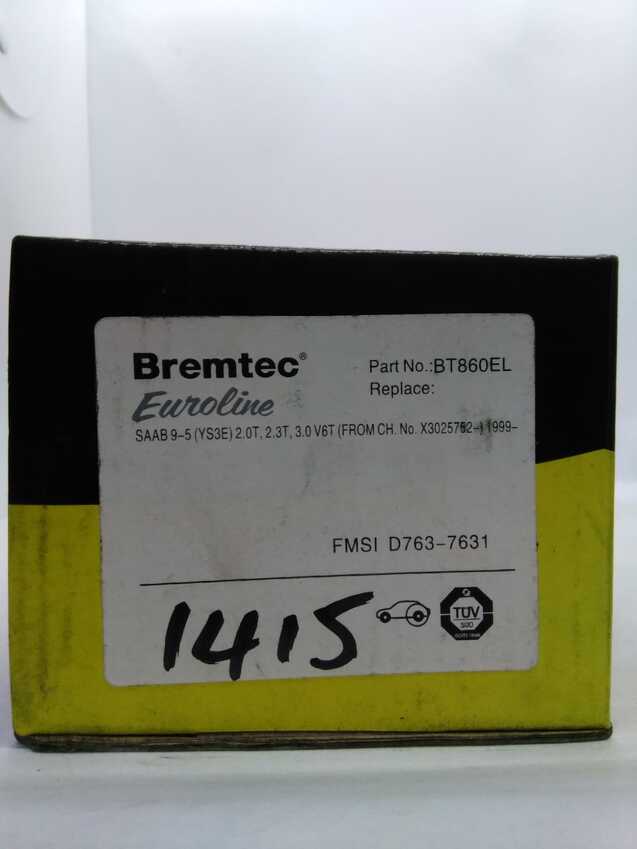 Bremtec®
Part No.:BT860EL
Euroline
Replace:
SAAB 9-5 (YS3E) 2.0T, 2.3T, 3.0 V6T (FROM CH. No. X3025752-) 1999-
FMSI D763-7631
1415
TÜV
SÜD